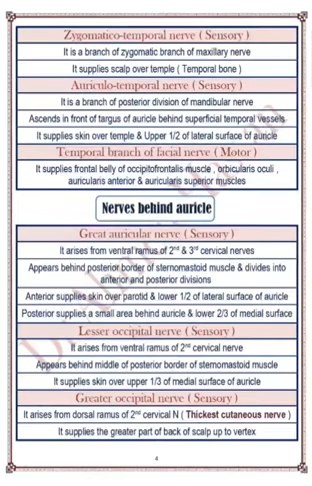 Zygomatico-temporal nerve ( Sensory )
It is a branch of zygomatic branch of maxillary nerve
It supplies scalp over temple ( Temporal bone )
Auriculo-temporal nerve ( Sensory )
It is a branch of posterior division of mandibular nerve
Ascends in front of targus of auricle behind superficial temporal vessels
It supplies skin over temple & Upper 1/2 of lateral surface of auricle
Temporal branch of facial nerve ( Motor )
It supplies frontal belly of occipitofrontalis muscle , orbicularis oculi ,
auricularis anterior & auricularis superior muscles
Nerves behind auricle
Great auricular nerve ( Sensory )
It arises from ventral ramus of 2nd & 3rd cervical nerves
Appears behind posterior border of sternomastoid muscle & divides into
anterior and posterior divisions
Anterior supplies skin over parotid & lower 1/2 of lateral surface of auricle
Posterior supplies a small area behind auricle & lower 2/3 of medial surface
Lesser occipital nerve ( Sensory )
It arises from ventral ramus of 2nd cervical nerve
Appears behind middle of posterior border of sternomastoid muscle
It supplies skin over upper 1/3 of medial surface of auricle
Greater occipital nerve ( Sensory )
It arises from dorsal ramus of 2nd cervical N ( Thickest cutaneous nerve )
It supplies the greater part of back of scalp up to vertex
4